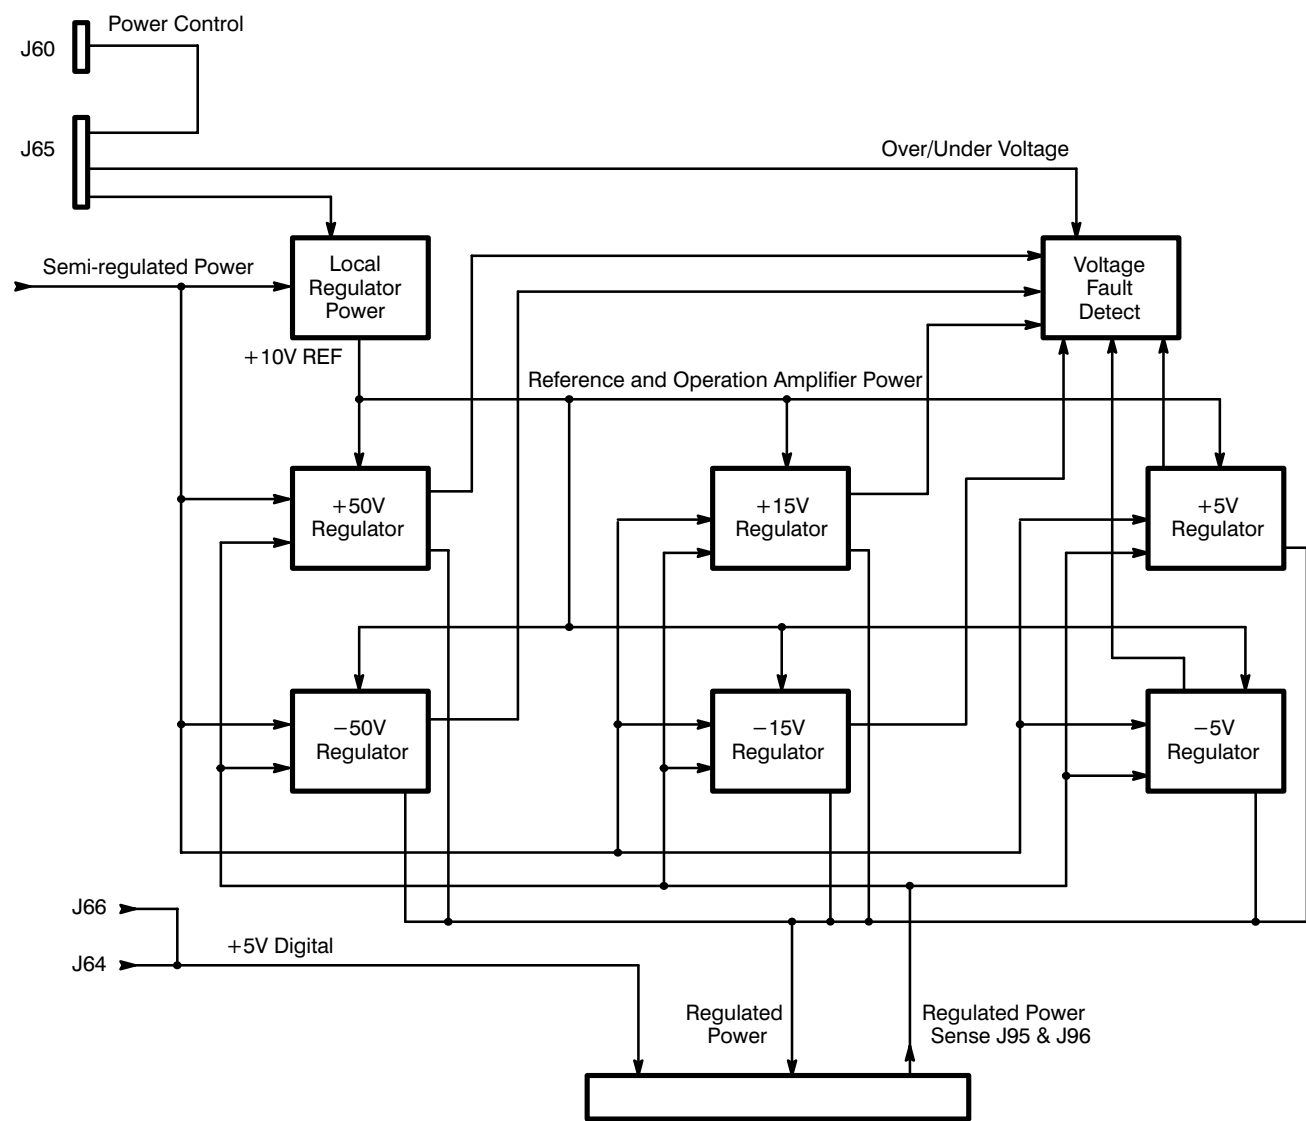 Power Control
J60
J65
Over/Under Voltage
Semi-regulated Power
Local
Regulator
Power
Voltage
Fault
Detect
+10V REF
Reference and Operation Amplifier Power
+50V
Regulator
+15V
Regulator
+5V
Regulator
−50V
Regulator
−15V
Regulator
−5V
Regulator
J66
+5V Digital
J64
Regulated
Power
Regulated Power
Sense J95 & J96